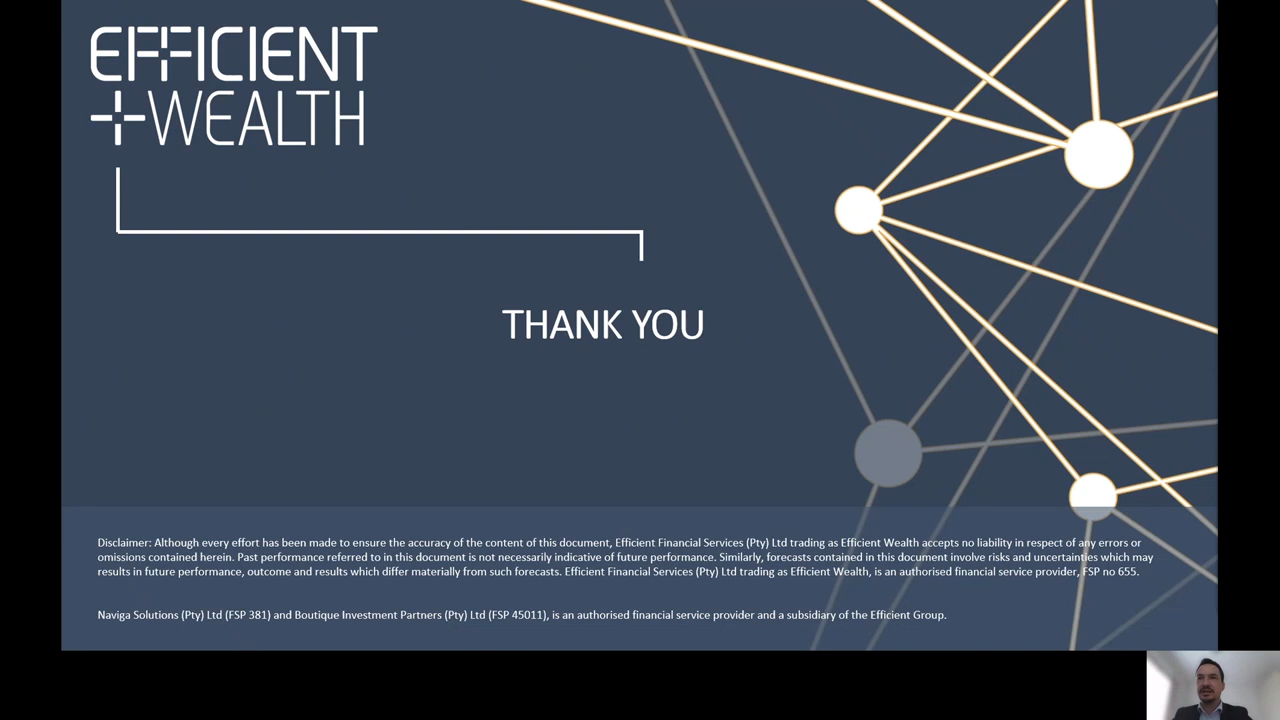 EFFICIENT
WEALTH
THANK YOU
Disclaimer: Although every effort has been made to ensure the accuracy of the content of this document, Efficient Financial Services (Pty) Ltd trading as Efficient Wealth accepts no liability in respect of any errors or
omissions contained herein. Past performance referred to in this document is not necessarily indicative of future performance. Similarly, forecasts contained in this document involve risks and uncertainties which may
results in future performance, outcome and results which differ materially from such forecasts. Efficient Financial Services (Pty) Ltd trading as Efficient Wealth, is an authorised financial service provider, FSP no 655.
Naviga Solutions (Pty) Ltd (FSP 381) and Boutique Investment Partners (Pty) Ltd (FSP 45011), is an authorised financial service provider and a subsidiary of the Efficient Group.